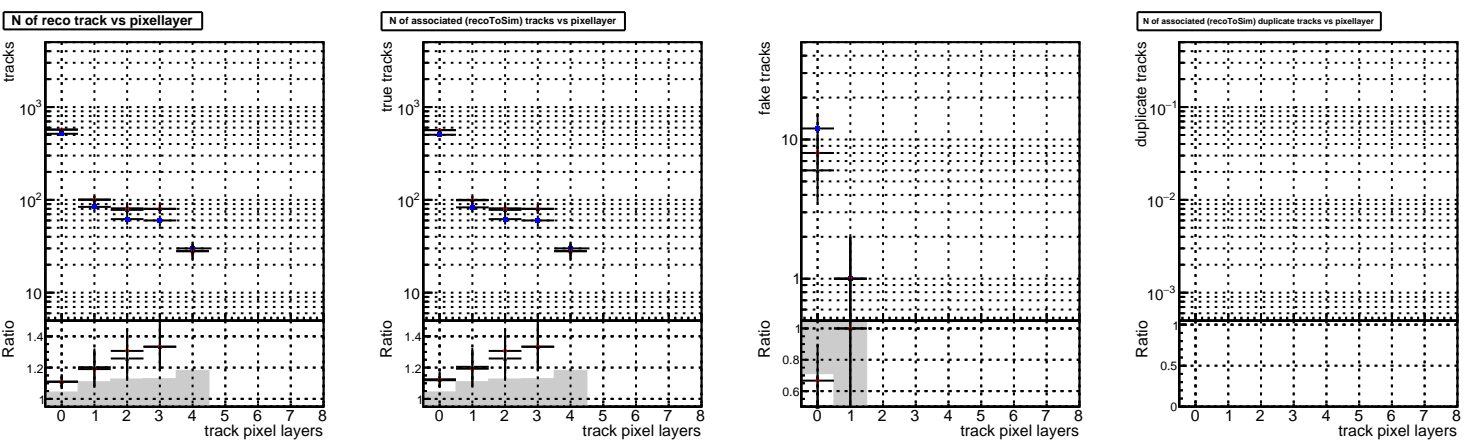 N of reco track vs pixellayer
N of associated (recoToSim) tracks vs pixellayer
N of associated (recoToSim) duplicate tracks vs pixellayer
tracks
10³
10²
10
Ratio
1.4
1.2
1
0 1 2 3 4 5 6 7 8
track pixel layers
true tracks
10³
10²
10
Ratio
1.4
1.2
1
0 1 2 3 4 5 6 7 8
track pixel layers
fake tracks
10
1
Ratio
1
0.8
0.6
0 1 2 3 4 5 6 7 8
track pixel layers
duplicate tracks
10⁻¹
10⁻²
10⁻³
Ratio
1
0.5
0
0 1 2 3 4 5 6 7 8
track pixel layers